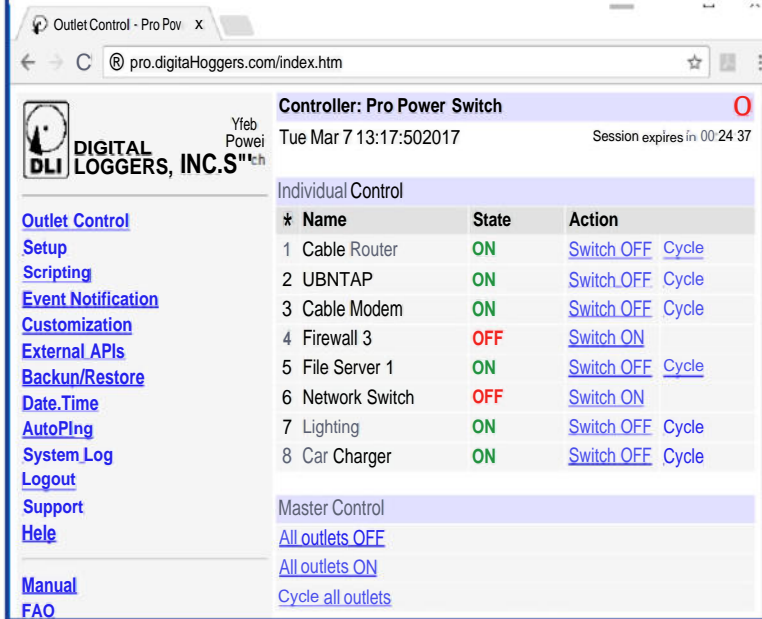 Outlet Control - Pro Pov x
® pro.digitaHoggers.com/index.htm
Yfeb
Powei
DIGITAL
DLI LOGGERS, INC.S"'ch
Outlet Control
Setup
Scripting
Event Notification
Customization
External APIs
Backun/Restore
Date.Time
AutoPIng
System Log
Logout
Support
Hele
Manual
FAO
Controller: Pro Power Switch O
Tue Mar 7 13:17:502017 Session expires in 00:24 37
Individual Control
* Name State Action
1 Cable Router ON Switch OFF Cycle
2 UBNTAP ON Switch OFF Cycle
3 Cable Modem ON Switch OFF Cycle
4 Firewall 3 OFF Switch ON
5 File Server 1 ON Switch OFF Cycle
6 Network Switch OFF Switch ON
7 Lighting ON Switch OFF Cycle
8 Car Charger ON Switch OFF Cycle
Master Control
All outlets OFF
All outlets ON
Cycle all outlets